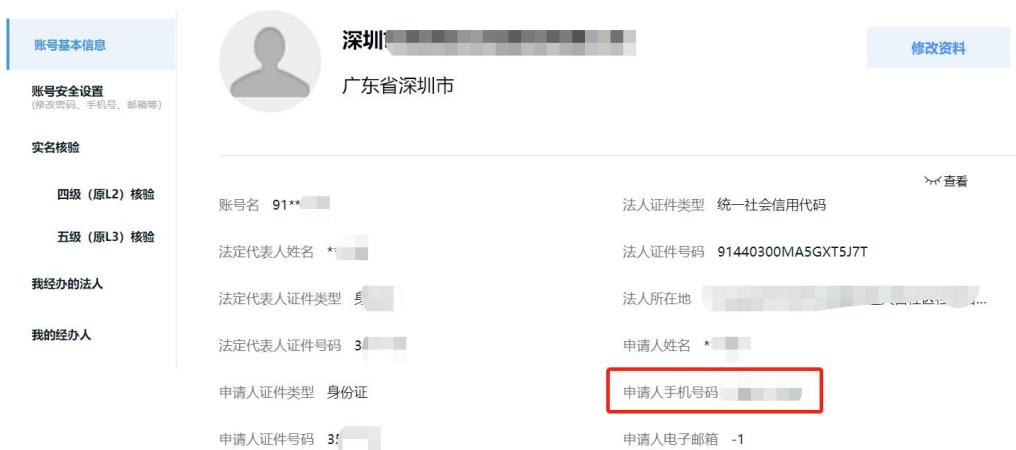 账号基本信息
账号安全设置
(修改密码、手机号、邮箱等)
实名核验
四级（原L2）核验
五级（原L3）核验
我经办的法人
我的经办人
深圳
广东省深圳市
修改资料
查看
账号名 91**
法人证件类型 统一社会信用代码
法定代表人姓名 *
法人证件号码 91440300MA5GXT5J7T
法定代表人证件类型
法人所在地
法定代表人证件号码 3
申请人姓名 *
申请人证件类型 身份证
申请人手机号码
申请人证件号码 3
申请人电子邮箱 -1